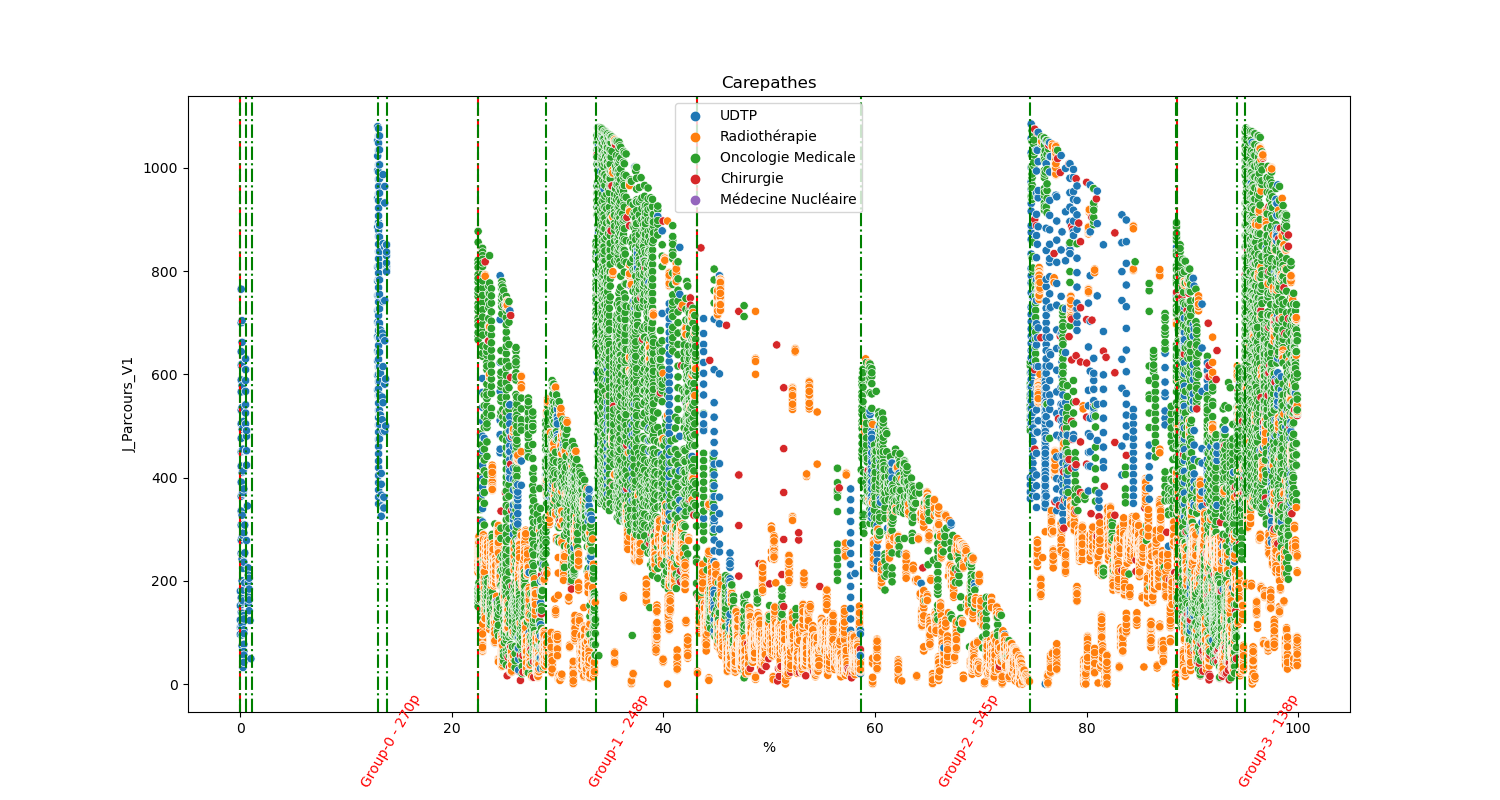 Carepathes
UDTP
Radiothérapie
Oncologie Medicale
Chirurgie
Médecine Nucléaire
J_Parcours_V1
1000
800
600
400
200
0
0
20
40
60
80
100
%
Group-0 - 270p
Group-1 - 248p
Group-2 - 545p
Group-3 - 138p